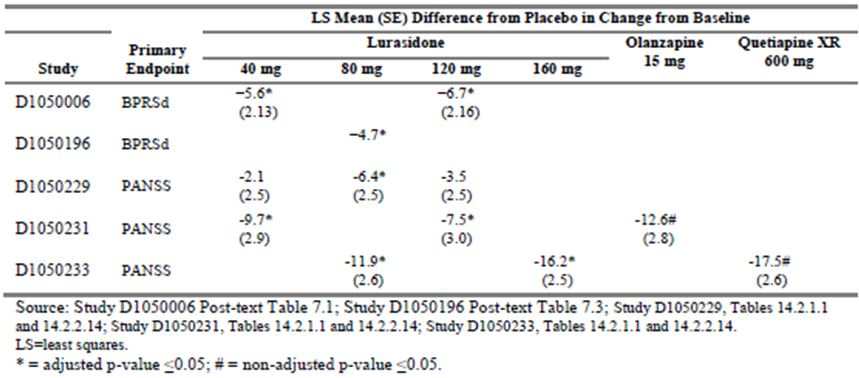 LS Mean (SE) Difference from Placebo in Change from Baseline
Primary Lurasidone Olanzapine Quetiapine XR
Study Endpoint 40 mg 80 mg 120 mg 160 mg 15 mg 600 mg
D1050006 BPRSd –5.6* –6.7*
(2.13) (2.16)
D1050196 BPRSd –4.7*
D1050229 PANSS -2.1 -6.4* -3.5
(2.5) (2.5) (2.5)
D1050231 PANSS -9.7* -7.5* -12.6#
(2.9) (3.0) (2.8)
D1050233 PANSS -11.9* -16.2* -17.5#
(2.6) (2.5) (2.6)
Source: Study D1050006 Post-text Table 7.1; Study D1050196 Post-text Table 7.3; Study D1050229, Tables 14.2.1.1
and 14.2.2.14; Study D1050231, Tables 14.2.1.1 and 14.2.2.14; Study D1050233, Tables 14.2.1.1 and 14.2.2.14.
LS=least squares.
* = adjusted p-value ≤0.05; # = non-adjusted p-value ≤0.05.